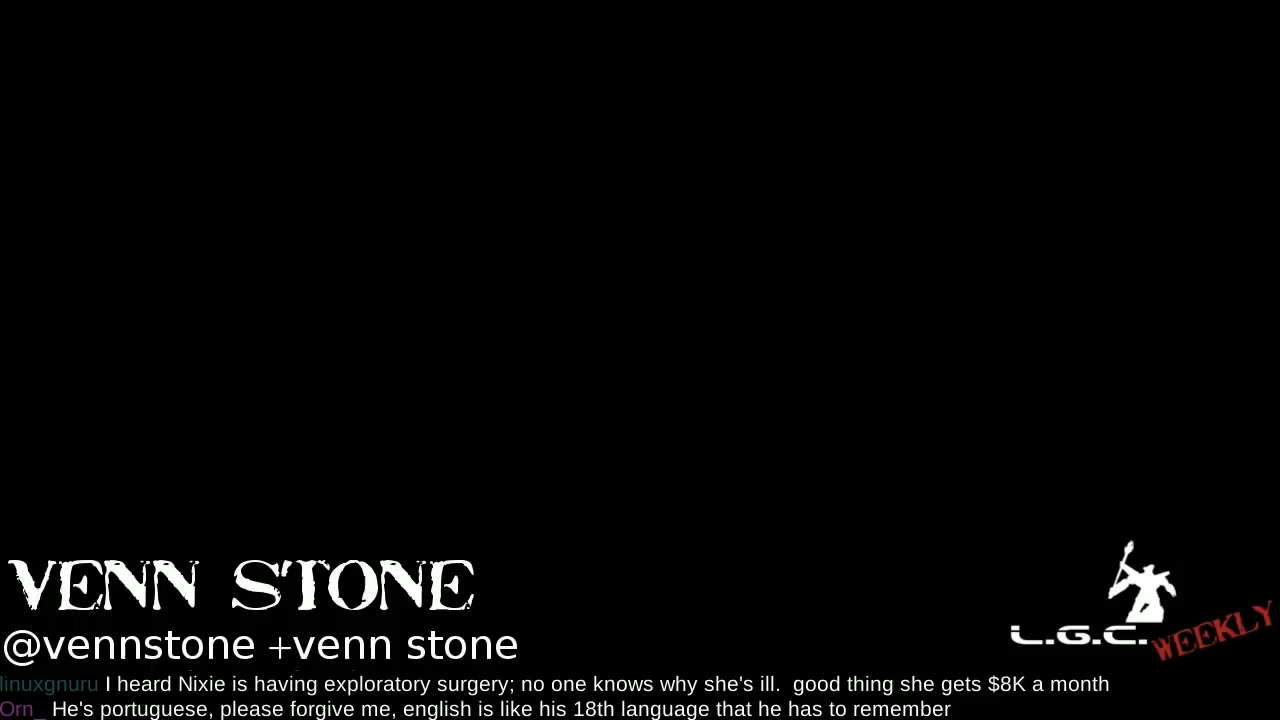 VENN STONE
@vennstone +venn stone
L.G.C. WEEKLY
linuxgnuru I heard Nixie is having exploratory surgery; no one knows why she's ill.  good thing she gets $8K a month
Orn_ He's portuguese, please forgive me, english is like his 18th language that he has to remember